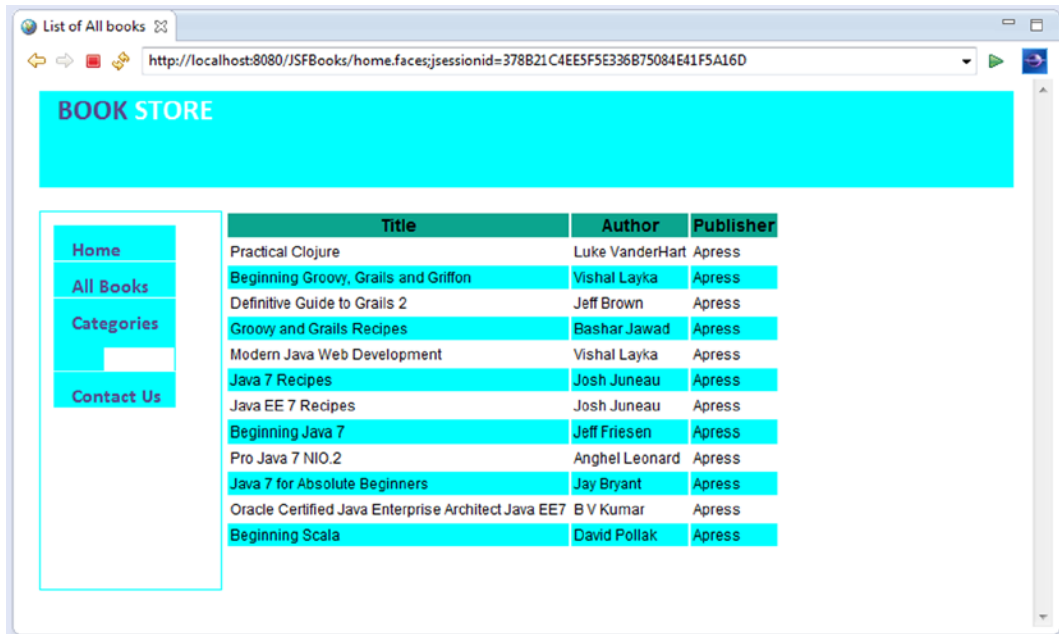 List of All books
http://localhost:8080/JSFBooks/home.faces;jsessionid=378B21C4EE5F5E336B75084E41F5A16D
BOOK STORE
Home
All Books
Categories
Contact Us
Title Author Publisher
Practical Clojure Luke VanderHart Apress
Beginning Groovy, Grails and Griffon Vishal Layka Apress
Definitive Guide to Grails 2 Jeff Brown Apress
Groovy and Grails Recipes Bashar Jawad Apress
Modern Java Web Development Vishal Layka Apress
Java 7 Recipes Josh Juneau Apress
Java EE 7 Recipes Josh Juneau Apress
Beginning Java 7 Jeff Friesen Apress
Pro Java 7 NIO.2 Anghel Leonard Apress
Java 7 for Absolute Beginners Jay Bryant Apress
Oracle Certified Java Enterprise Architect Java EE7 B V Kumar Apress
Beginning Scala David Pollak Apress